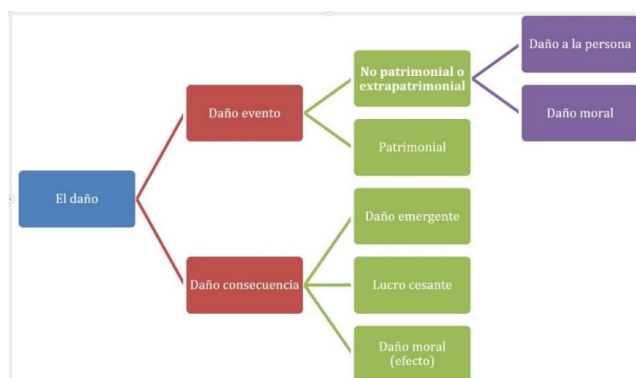 El daño
Daño evento
No patrimonial o
extrapatrimonial
Daño a la persona
Daño moral
Patrimonial
Daño consecuencia
Daño emergente
Lucro cesante
Daño moral
(efecto)